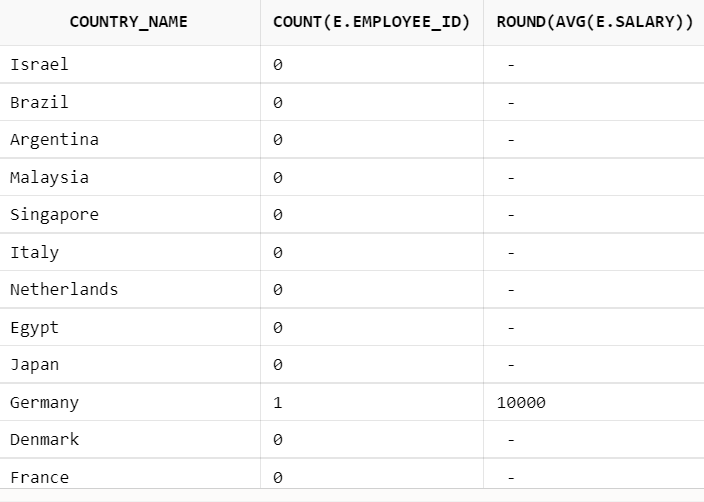 COUNTRY_NAME COUNT(E.EMPLOYEE_ID) ROUND(AVG(E.SALARY))
Israel 0 -
Brazil 0 -
Argentina 0 -
Malaysia 0 -
Singapore 0 -
Italy 0 -
Netherlands 0 -
Egypt 0 -
Japan 0 -
Germany 1 10000
Denmark 0 -
France 0 -